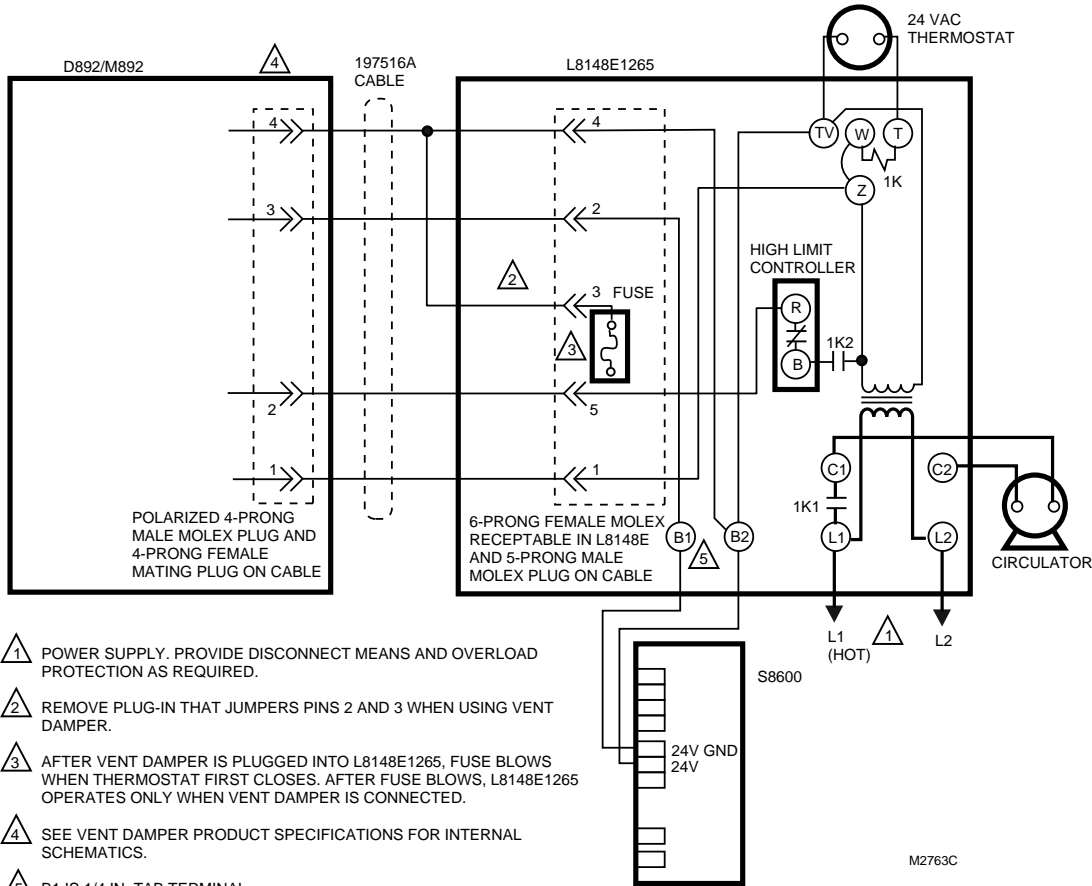 24 VAC
THERMOSTAT
D892/M892
4
197516A
CABLE
L8148E1265
4
4
TV
W
T
1K
Z
3
2
HIGH LIMIT
CONTROLLER
2
3
FUSE
R
3
1K2
B
2
5
C1
C2
1
1
1K1
POLARIZED 4-PRONG
MALE MOLEX PLUG AND
4-PRONG FEMALE
MATING PLUG ON CABLE
6-PRONG FEMALE MOLEX
RECEPTABLE IN L8148E
AND 5-PRONG MALE
MOLEX PLUG ON CABLE
B1
5
B2
L1
L2
CIRCULATOR
L1
(HOT)
1
L2
1 POWER SUPPLY. PROVIDE DISCONNECT MEANS AND OVERLOAD
PROTECTION AS REQUIRED.
2 REMOVE PLUG-IN THAT JUMPERS PINS 2 AND 3 WHEN USING VENT
DAMPER.
3 AFTER VENT DAMPER IS PLUGGED INTO L8148E1265, FUSE BLOWS
WHEN THERMOSTAT FIRST CLOSES. AFTER FUSE BLOWS, L8148E1265
OPERATES ONLY WHEN VENT DAMPER IS CONNECTED.
4 SEE VENT DAMPER PRODUCT SPECIFICATIONS FOR INTERNAL
SCHEMATICS.
5 B1 IS 1/4 IN. TAB TERMINAL
S8600
24V GND
24V
M2763C